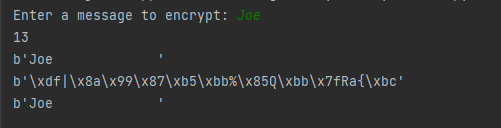 Enter a message to encrypt: Joe
13
b'Joe             '
b'\xdf|\x8a\x99\x87\xb5\xbb%\x85Q\xbb\x7fRa{\xbc'
b'Joe             '